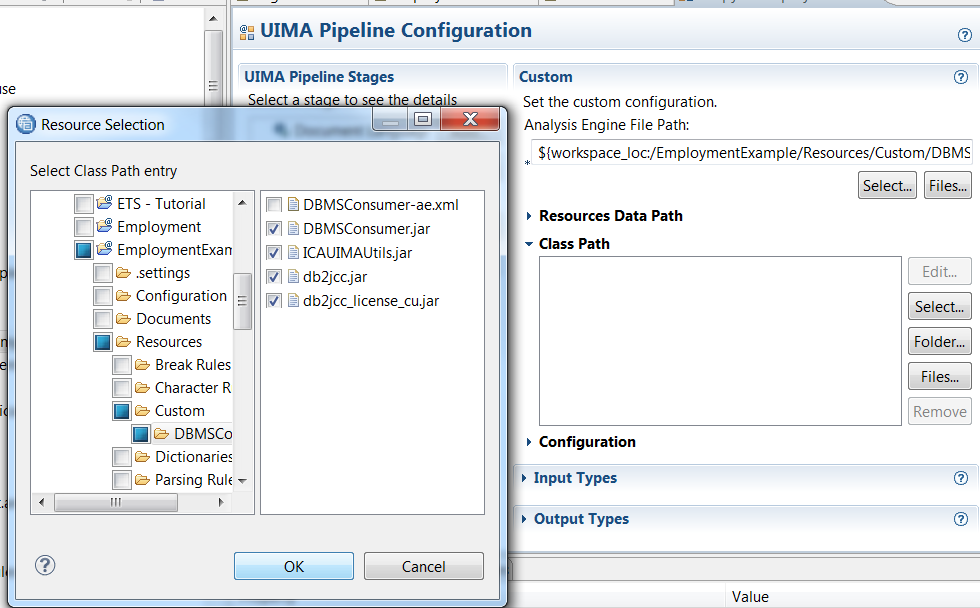 UIMA Pipeline Configuration
use
UIMA Pipeline Stages
Select a stage to see the details
Custom
Set the custom configuration.
Analysis Engine File Path:
* ${workspace_loc:/EmploymentExample/Resources/Custom/DBMS
Select...
Files...
Resources Data Path
Class Path
Edit...
Select...
Folder...
Files...
Remove
Configuration
Input Types
Output Types
Value
Resource Selection
Select Class Path entry
ETS - Tutorial
Employment
EmploymentExam
.settings
Configuration
Documents
Resources
Break Rules
Character R
Custom
DBMSCo
Dictionaries
Parsing Rule
DBMSConsumer-ae.xml
DBMSConsumer.jar
ICAUIMAUtils.jar
db2jcc.jar
db2jcc_license_cu.jar
OK
Cancel